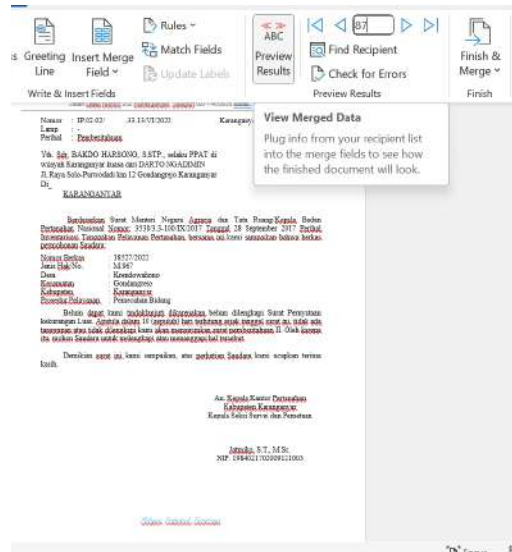 Rules
ABC
87
Greeting Line
Insert Merge Field
Match Fields
Update Labels
Preview Results
Find Recipient
Check for Errors
Finish & Merge
Write & Insert Fields
Preview Results
Finish
View Merged Data
Plug info from your recipient list
into the merge fields to see how
the finished document will look.
Nomor : IP.02.02/ .33.13/VI/2022
Lamp :
Perihal : Pemberitahuan
Yth. Sdr. BAKDO HARSONO, S.STP., selaku PPAT di
wilayah Karanganyar kuasa dari DARTO NGADIMIN
Jl. Raya Solo-Purwodadi km 12 Gondangrejo Karanganyar
Di_
KARANGANYAR
Berdasarkan Surat Menteri Negara Agraria dan Tata Ruang/Kepala Badan
Pertanahan Nasional Nomor: 3530/3.3-100/IX/2017 Tanggal 28 September 2017 Perihal
Inventarisasi Tunggakan Pelayanan Pertanahan, bersama ini kami sampaikan bahwa berkas
permohonan Saudara:
Nomor Berkas : 38527/2022
Jenis Hak/No. : M.967
Desa : Krendowahono
Kecamatan : Gondangrejo
Kabupaten : Karanganyar
Prosedur Pelayanan : Pemecahan Bidang
Belum dapat kami tindaklanjuti dikarenakan belum dilengkapi Surat Pernyataan
kekurangan Luas. Apabila dalam 10 (sepuluh) hari terhitung sejak tanggal surat ini, tidak ada
tanggapan atau tidak dilengkapi kami akan mengirimkan surat pemberitahuan II. Oleh karena
itu, mohon Saudara untuk melengkapi atau menanggapi hal tersebut.
Demikian surat ini kami sampaikan, atas perhatian Saudara kami ucapkan terima
kasih.
An. Kepala Kantor Pertanahan
Kabupaten Karanganyar
Kepala Seksi Survei dan Pemetaan
Jatmiko, S.T., M.Sc.